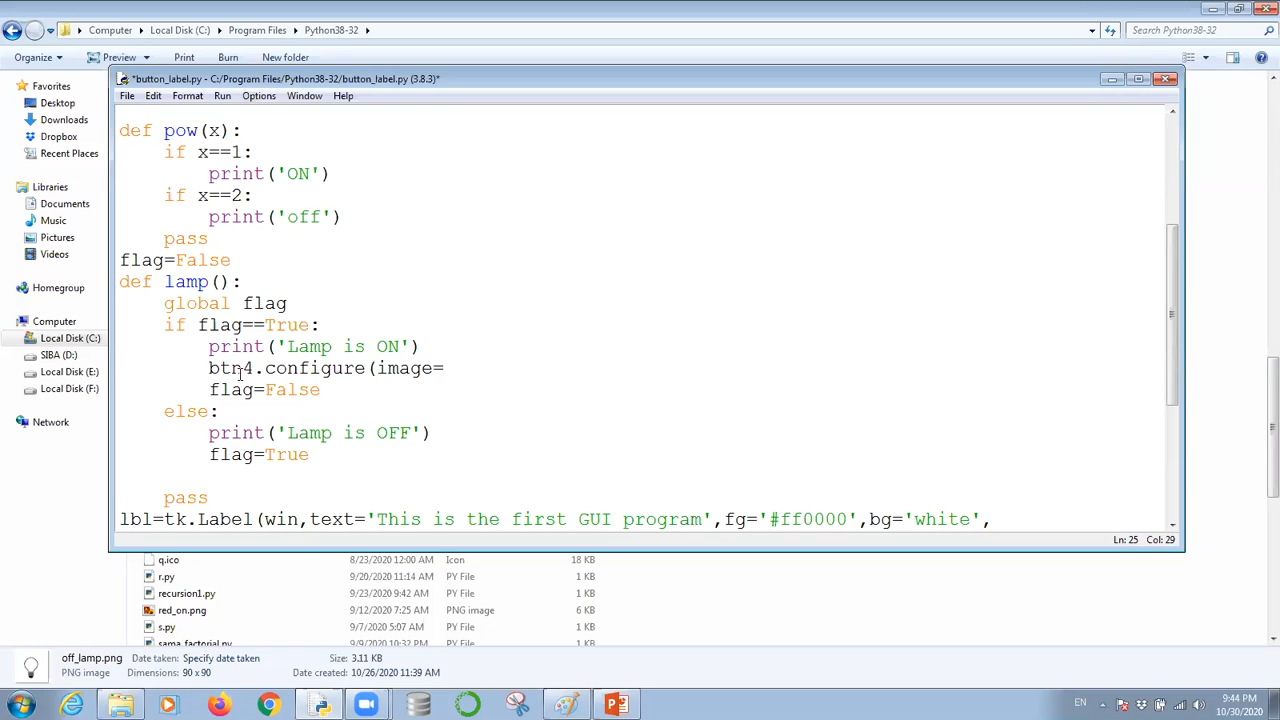 Computer Local Disk (C:) Program Files Python38-32
Search Python38-32
Organize Preview Print Burn New folder
Favorites
Desktop
Downloads
Dropbox
Recent Places
Libraries
Documents
Music
Pictures
Videos
Homegroup
Computer
Local Disk (C:)
SIBA (D:)
Local Disk (E:)
Local Disk (F:)
Network
*button_label.py - C:/Program Files/Python38-32/button_label.py (3.8.3)*
File Edit Format Run Options Window Help
def pow(x):
if x==1:
print('ON')
if x==2:
print('off')
pass
flag=False
def lamp():
global flag
if flag==True:
print('Lamp is ON')
btn4.configure(image=
flag=False
else:
print('Lamp is OFF')
flag=True
pass
lbl=tk.Label(win,text='This is the first GUI program',fg='#ff0000',bg='white',
Ln: 25 Col: 29
q.ico 8/23/2020 12:00 AM Icon 18 KB
r.py 9/20/2020 11:14 AM PY File 1 KB
recursion1.py 9/23/2020 9:42 AM PY File 1 KB
red_on.png 9/12/2020 7:25 AM PNG image 6 KB
s.py 9/7/2020 5:07 AM PY File 1 KB
sama_factorial.py 9/9/2020 10:32 PM PY File 1 KB
off_lamp.png Date taken: Specify date taken Size: 3.11 KB
PNG image Dimensions: 90 x 90 Date created: 10/26/2020 11:39 AM
EN
9:44 PM
10/30/2020